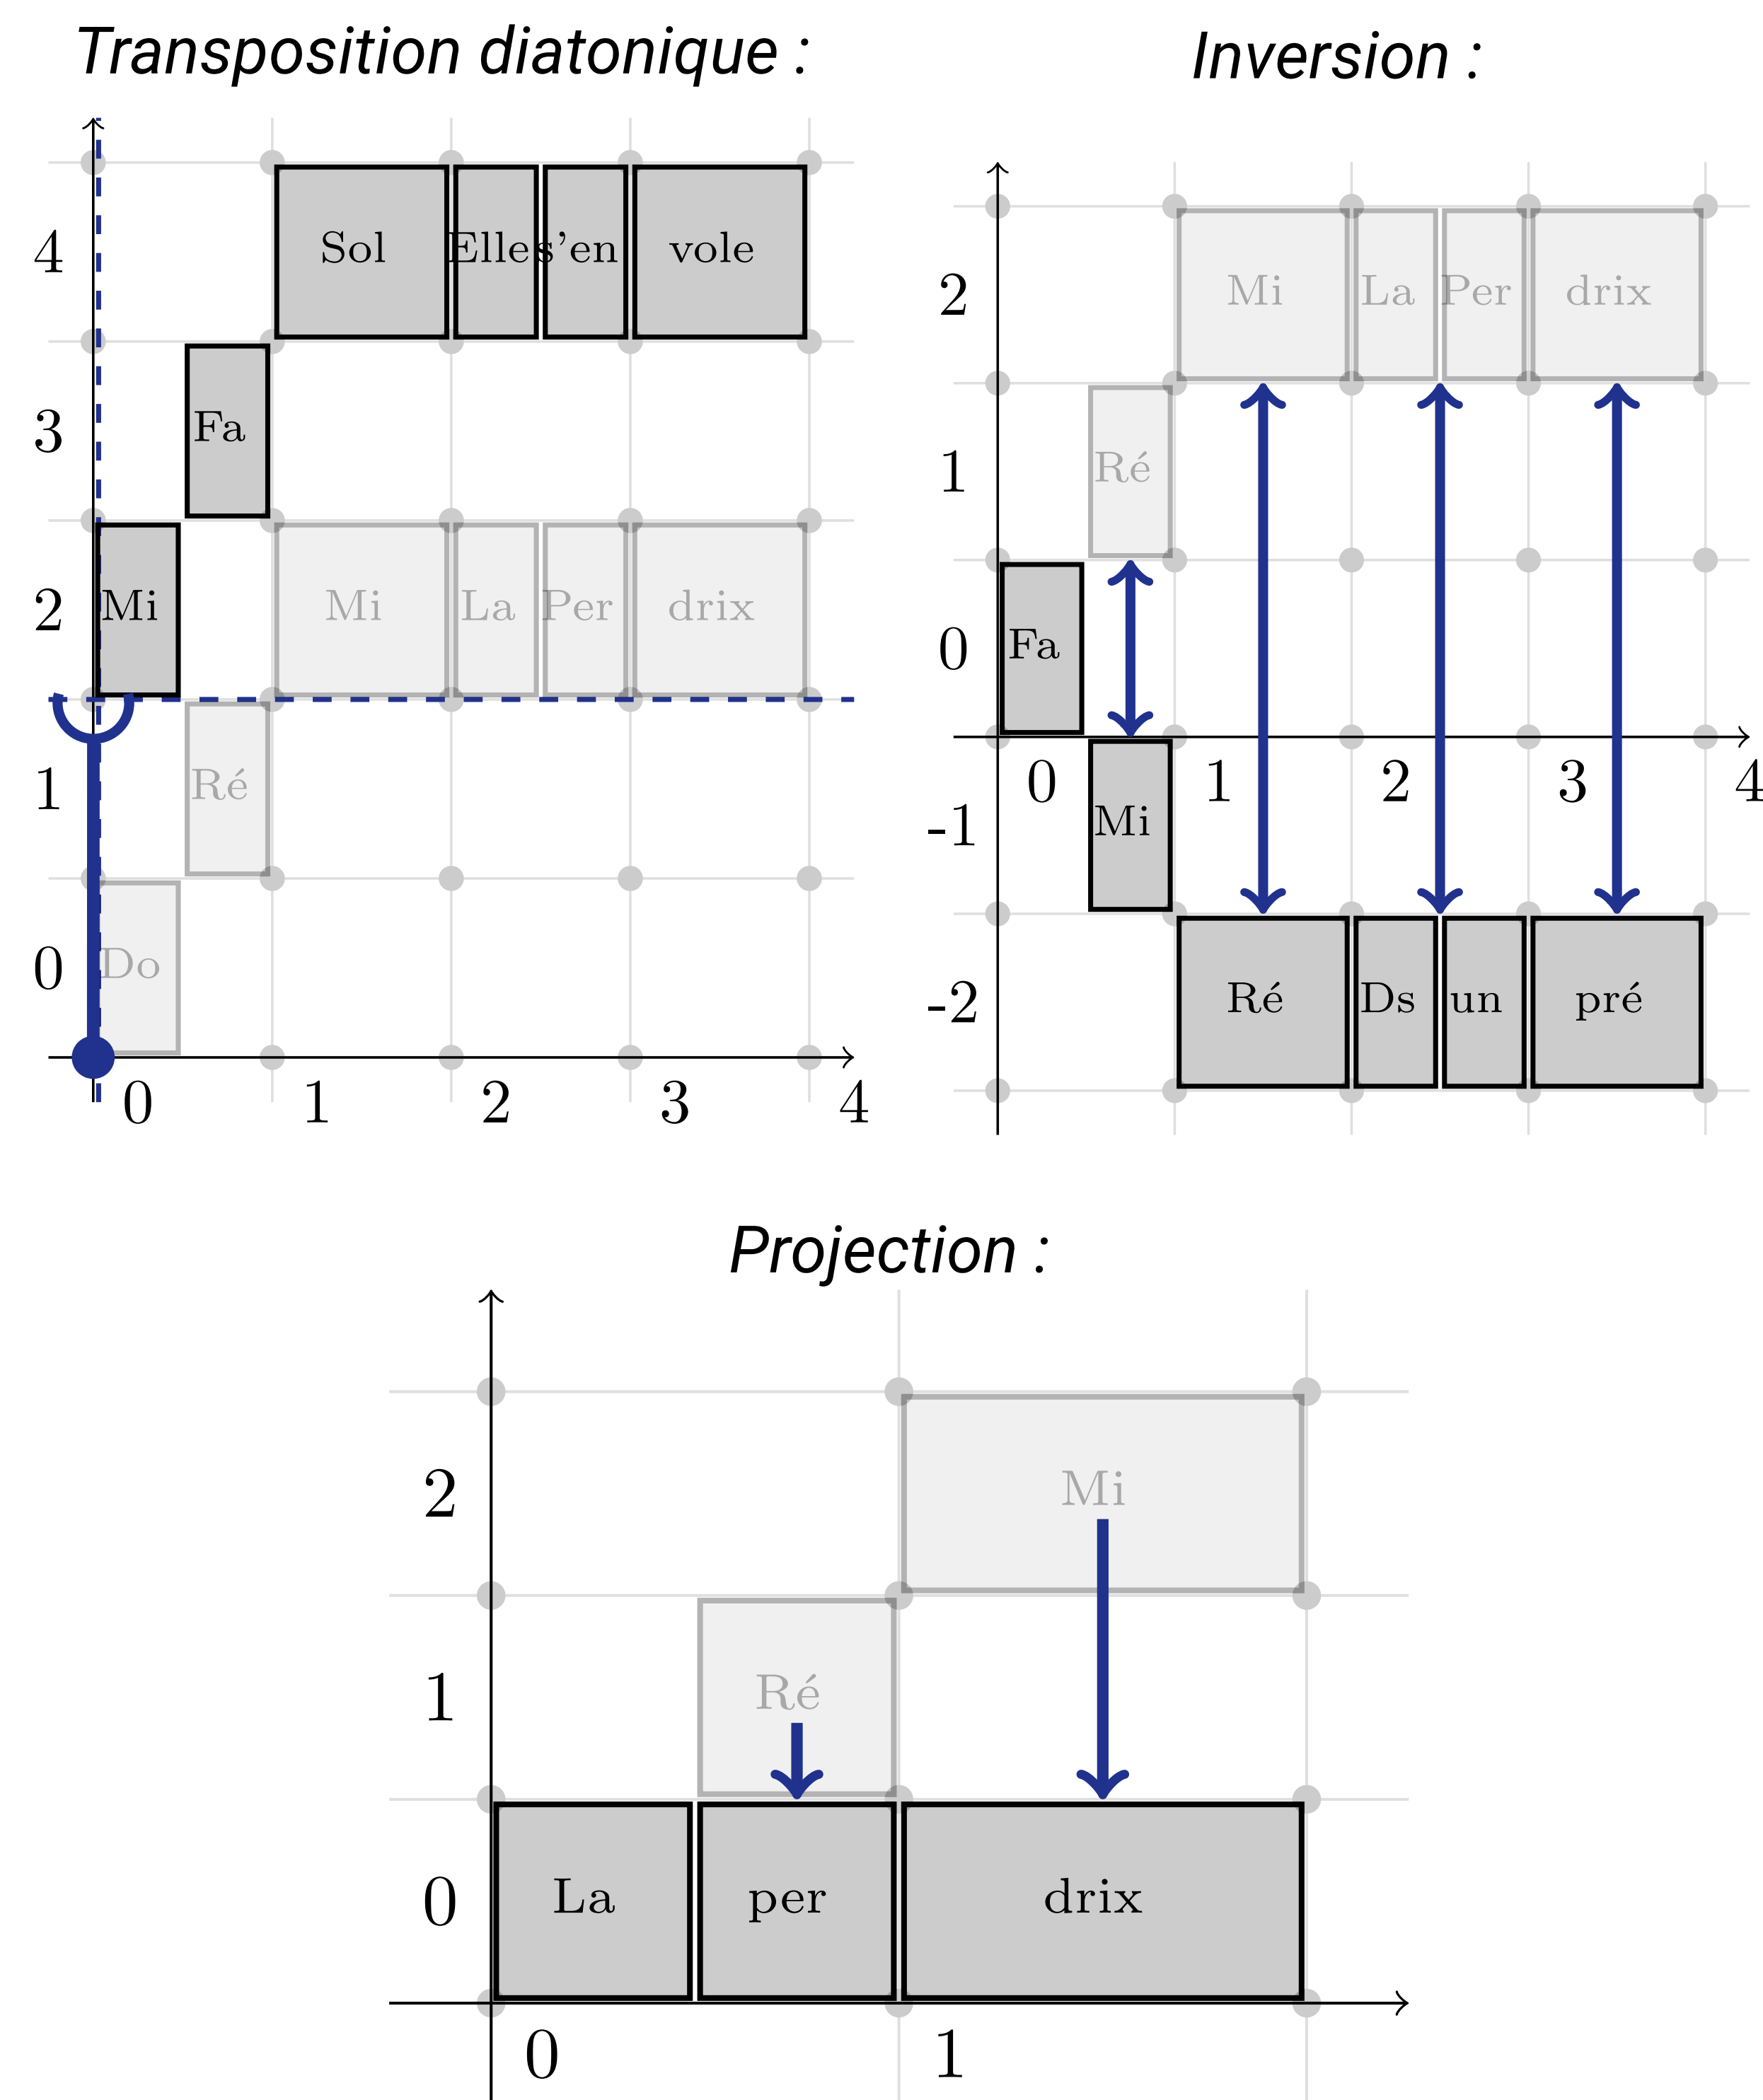 Transposition diatonique :
4
Sol Elle s'en vole
3
Fa
2
Mi Mi La Per drix
1
Ré
0
Do
0 1 2 3 4
Inversion :
2
Mi La Per drix
1
Ré
0
Fa
0 1 2 3 4
-1
Mi
-2
Ré Ds un pré
Projection :
2
Mi
1
Ré
0
La per drix
0 1